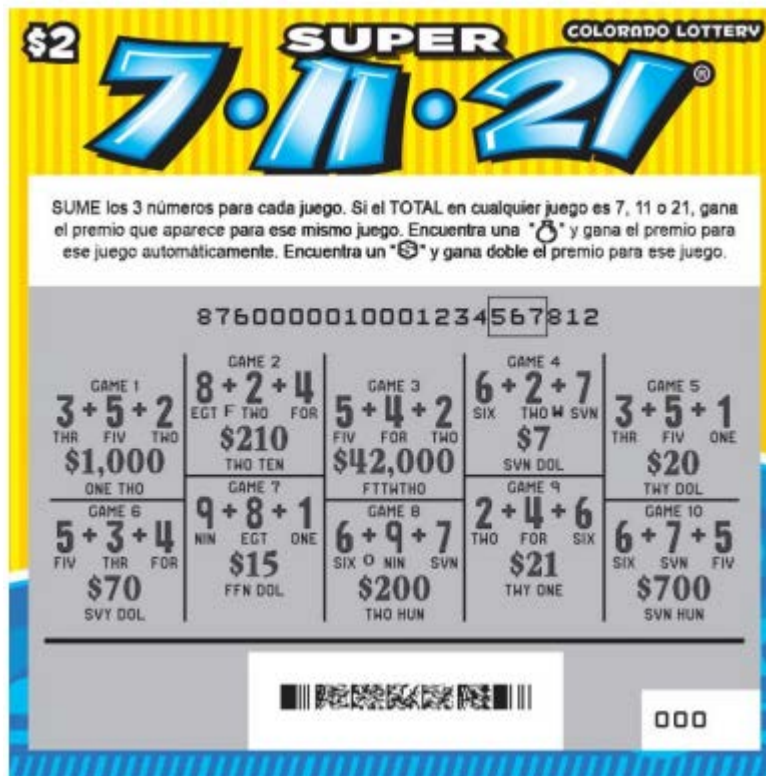 $2
SUPER
COLORADO LOTTERY
7·11·21®
SUME los 3 números para cada juego. Si el TOTAL en cualquier juego es 7, 11 o 21, gana
el premio que aparece para ese mismo juego. Encuentra una " " y gana el premio para
ese juego automáticamente. Encuentra un " " y gana doble el premio para ese juego.
8760000010001234567812
GAME 1
3 + 5 + 2
THR FIV TWO
$1,000
ONE THO
GAME 2
8 + 2 + 4
EGT F TWO FOR
$210
TWO TEN
GAME 3
5 + 4 + 2
FIV FOR TWO
$42,000
FTTWTHO
GAME 4
6 + 2 + 7
SIX TWO W SVN
$7
SVN DOL
GAME 5
3 + 5 + 1
THR FIV ONE
$20
TWY DOL
GAME 6
5 + 3 + 4
FIV THR FOR
$70
SVY DOL
GAME 7
9 + 8 + 1
NIN EGT ONE
$15
FFN DOL
GAME 8
6 + 9 + 7
SIX O NIN SVN
$200
TWO HUN
GAME 9
2 + 4 + 6
TWO FOR SIX
$21
TWY ONE
GAME 10
6 + 7 + 5
SIX SVN FIV
$700
SVN HUN
000